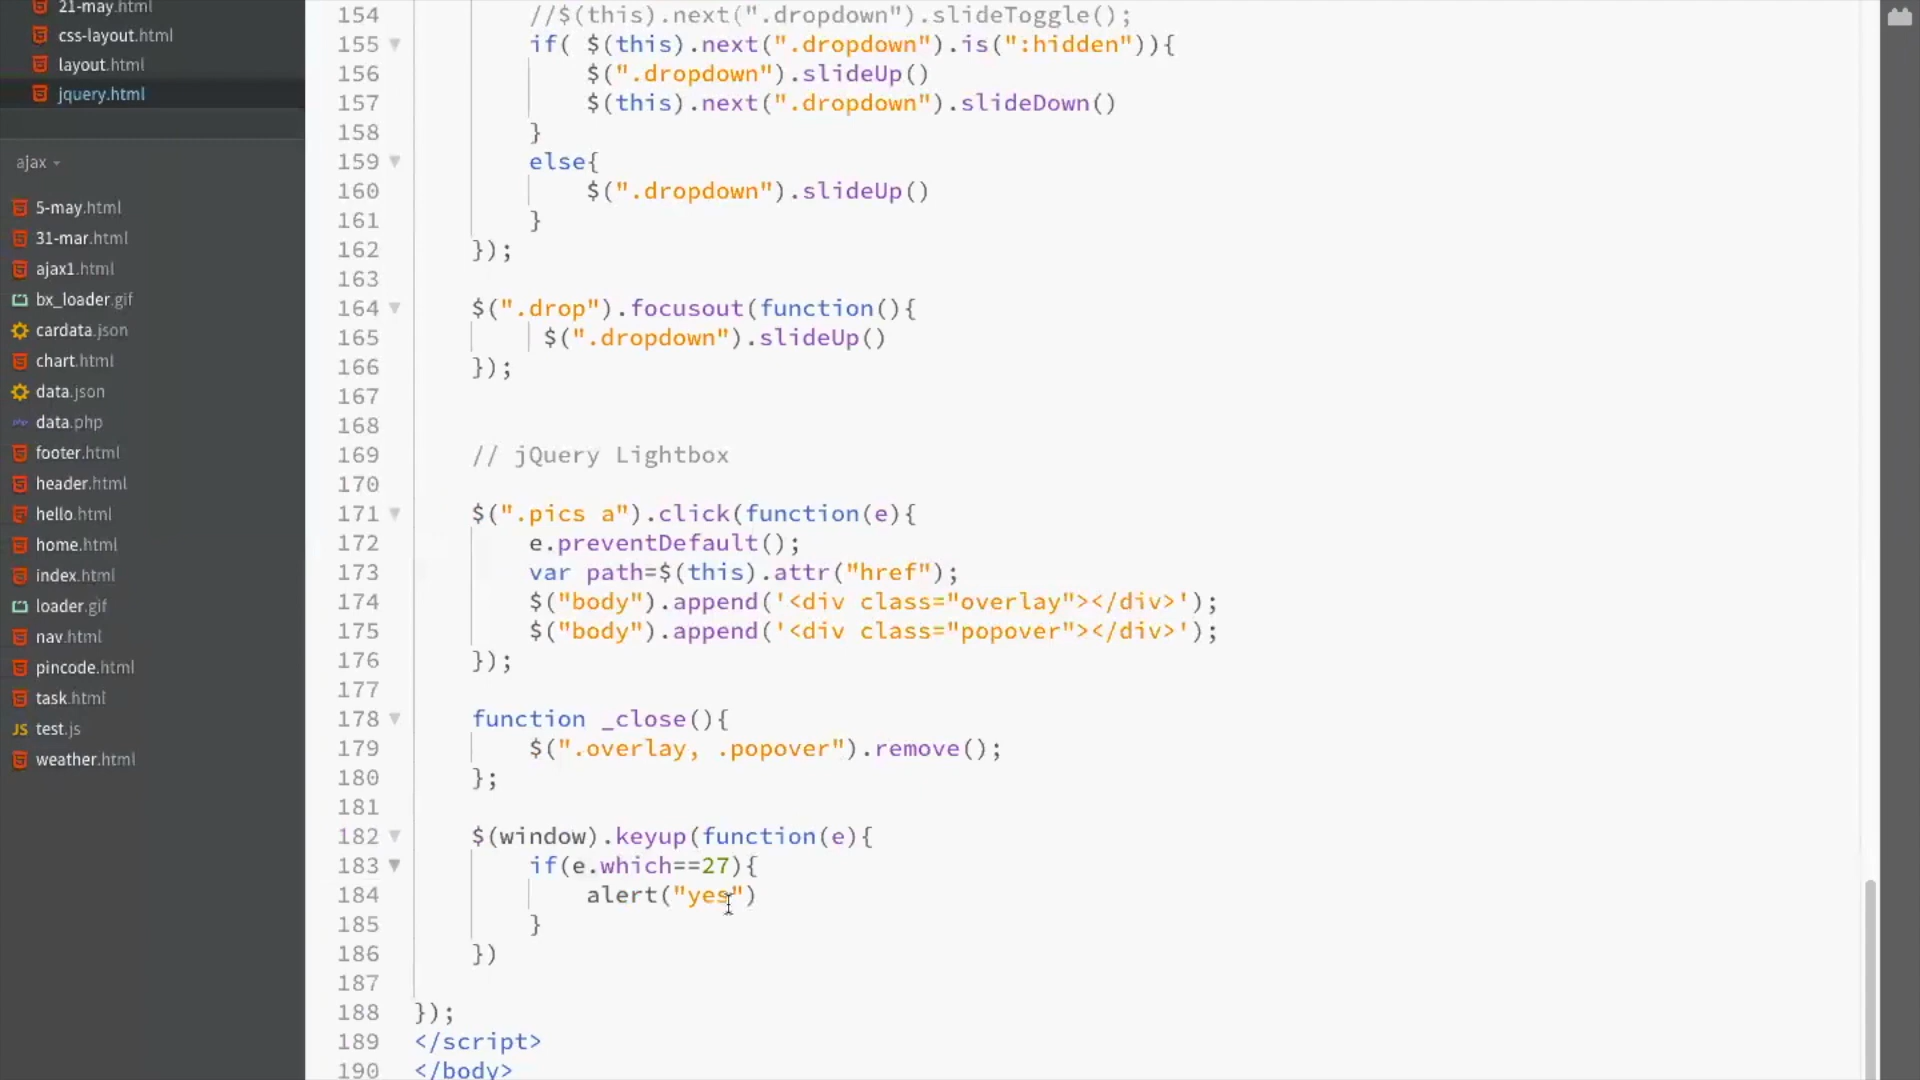 21-may.html
css-layout.html
layout.html
jquery.html
ajax
5-may.html
31-mar.html
ajax1.html
bx_loader.gif
cardata.json
chart.html
data.json
data.php
footer.html
header.html
hello.html
home.html
index.html
loader.gif
nav.html
pincode.html
task.html
JS test.js
weather.html
154 //$(this).next(".dropdown").slideToggle();
155 if( $(this).next(".dropdown").is(":hidden")){
156 $(".dropdown").slideUp()
157 $(this).next(".dropdown").slideDown()
158 }
159 else{
160 $(".dropdown").slideUp()
161 }
162 });
163
164 $(".drop").focusout(function(){
165 $(".dropdown").slideUp()
166 });
167
168
169 // jQuery Lightbox
170
171 $(".pics a").click(function(e){
172 e.preventDefault();
173 var path=$(this).attr("href");
174 $("body").append('<div class="overlay"></div>');
175 $("body").append('<div class="popover"></div>');
176 });
177
178 function _close(){
179 $(".overlay, .popover").remove();
180 };
181
182 $(window).keyup(function(e){
183 if(e.which==27){
184 alert("yes")
185 }
186 })
187
188 });
189 </script>
190 </body>